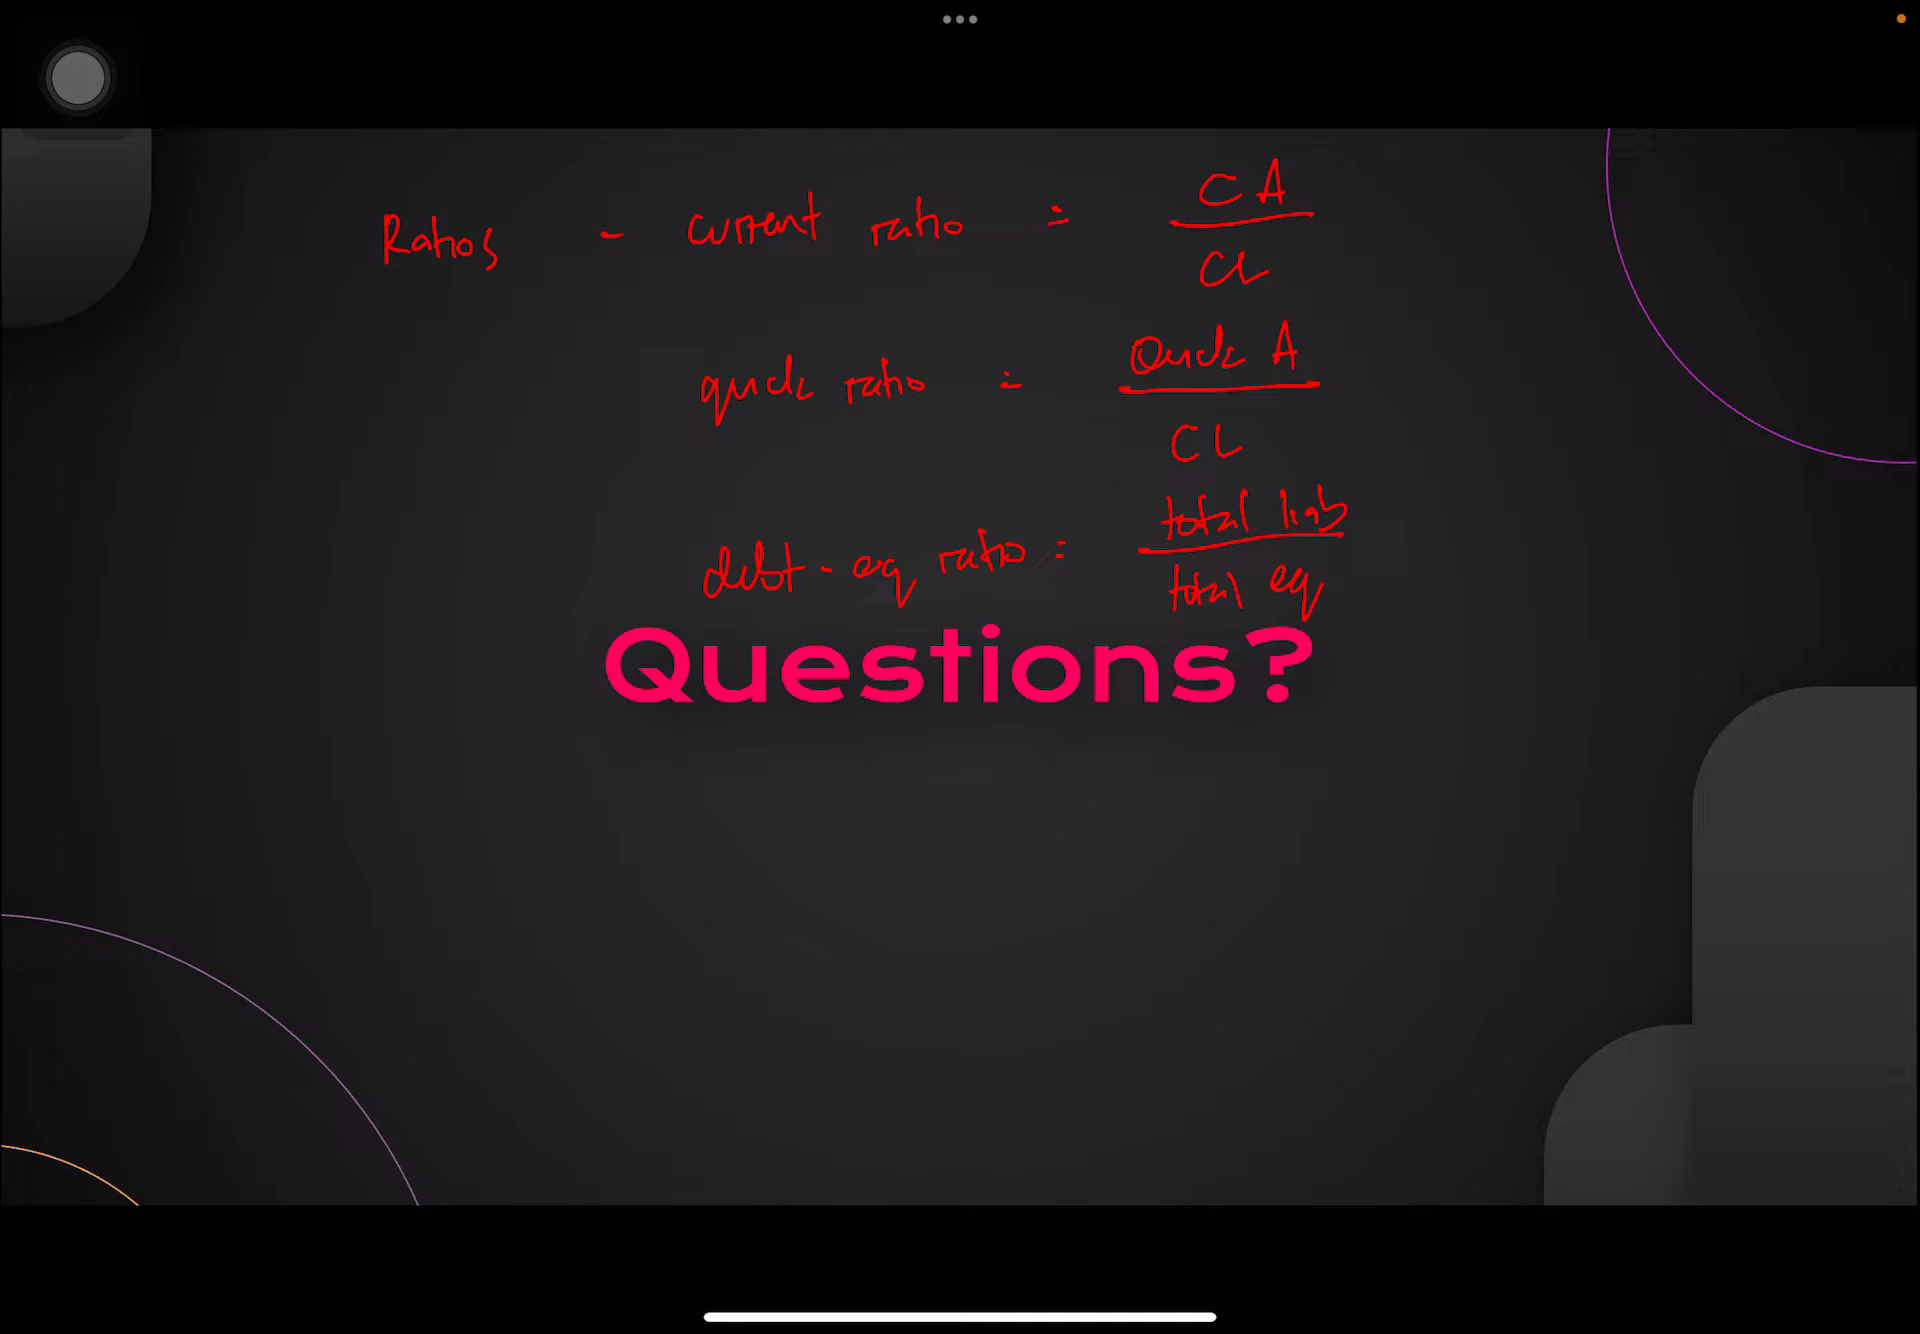 Ratios - current ratio = CA / CL
quick ratio = Quick A / CL
debt - eq ratio = total liab / total eq
Questions?